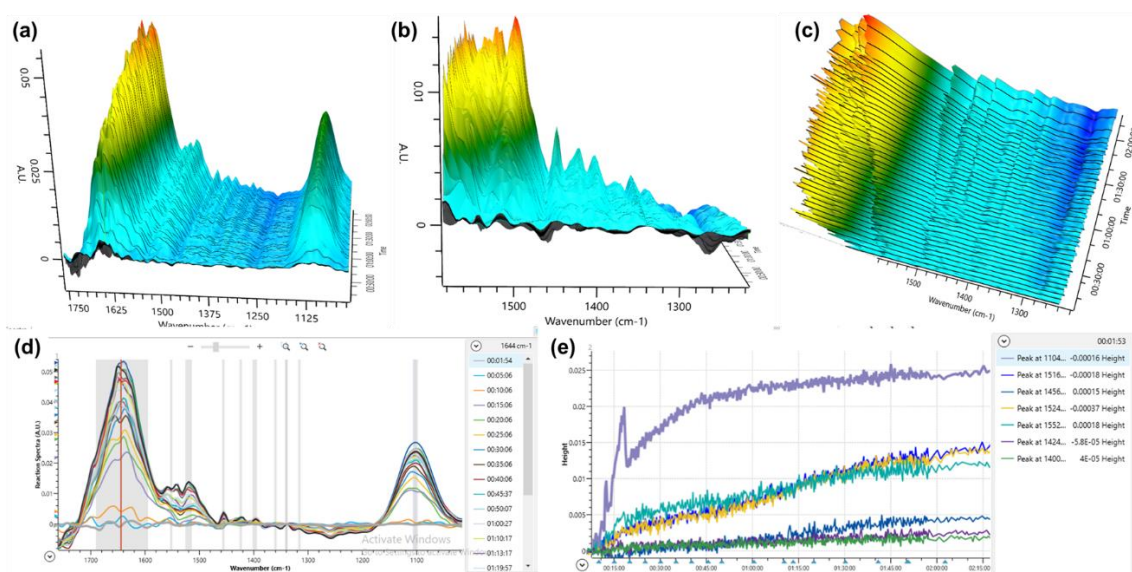 (a)
0.05
0.025
0
A.U.
1750
1625
1500
1375
1250
1125
Wavenumber (cm-1)
(b)
0.01
0
A.U.
1500
1400
1300
Wavenumber (cm-1)
(c)
1500
1400
1300
Wavenumber (cm-1)
00:30:00
01:00:00
01:30:00
02:00
Time
(d)
1644 cm-1
00:01:54
00:05:06
00:10:06
00:15:06
00:20:06
00:25:06
00:30:06
00:35:06
00:40:06
00:45:37
00:50:07
01:00:27
01:10:17
01:13:17
01:19:57
Reaction Spectra (A.U.)
0.05
0.04
0.03
0.02
0.01
0
1700
1600
1500
1400
1300
1200
1100
Wavenumber (cm-1)
Activate Windows
(e)
00:01:53
Peak at 1104... -0.00016 Height
Peak at 1516... -0.00018 Height
Peak at 1456... 0.00015 Height
Peak at 1524... -0.00037 Height
Peak at 1552... 0.00018 Height
Peak at 1424... -5.8E-05 Height
Peak at 1400... 4E-05 Height
Height
0.025
0.02
0.015
0.01
0.005
0
00:15:00
00:30:00
00:45:00
01:00:00
01:15:00
01:30:00
01:45:00
02:00:00
02:15:00